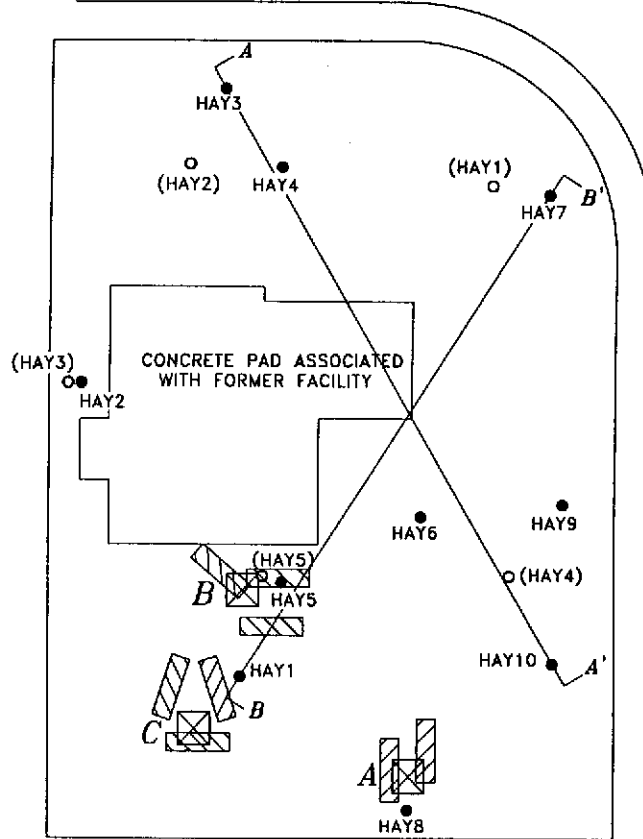 A
HAY3
(HAY2)
HAY4
(HAY1)
HAY7
B'
CONCRETE PAD ASSOCIATED
WITH FORMER FACILITY
(HAY3)
HAY2
HAY6
HAY9
(HAY5)
B
HAY5
(HAY4)
HAY1
HAY10
A'
B
C
A
HAY8